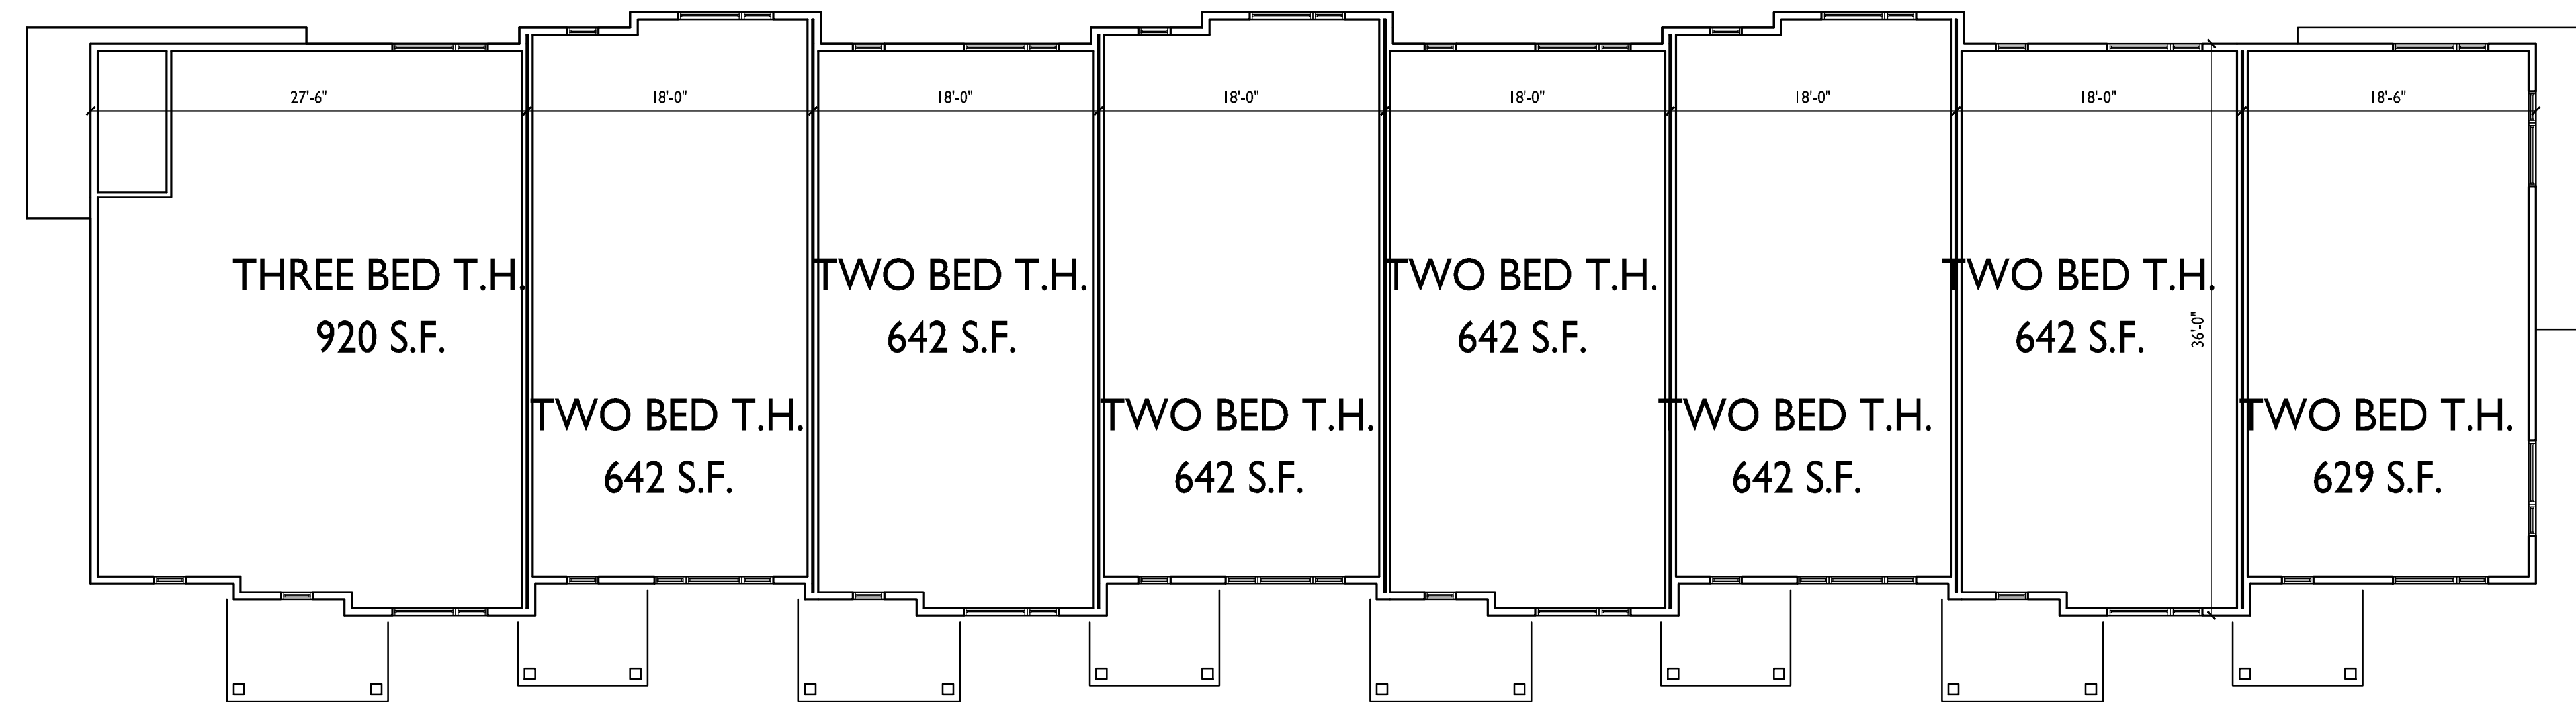 27'-6" 18'-0" 18'-0" 18'-0" 18'-0" 18'-0" 18'-0" 18'-6"
THREE BED T.H. TWO BED T.H. TWO BED T.H. TWO BED T.H.
920 S.F. 642 S.F. 642 S.F. 642 S.F.
36'-0"
TWO BED T.H. TWO BED T.H. TWO BED T.H. TWO BED T.H.
642 S.F. 642 S.F. 642 S.F. 629 S.F.